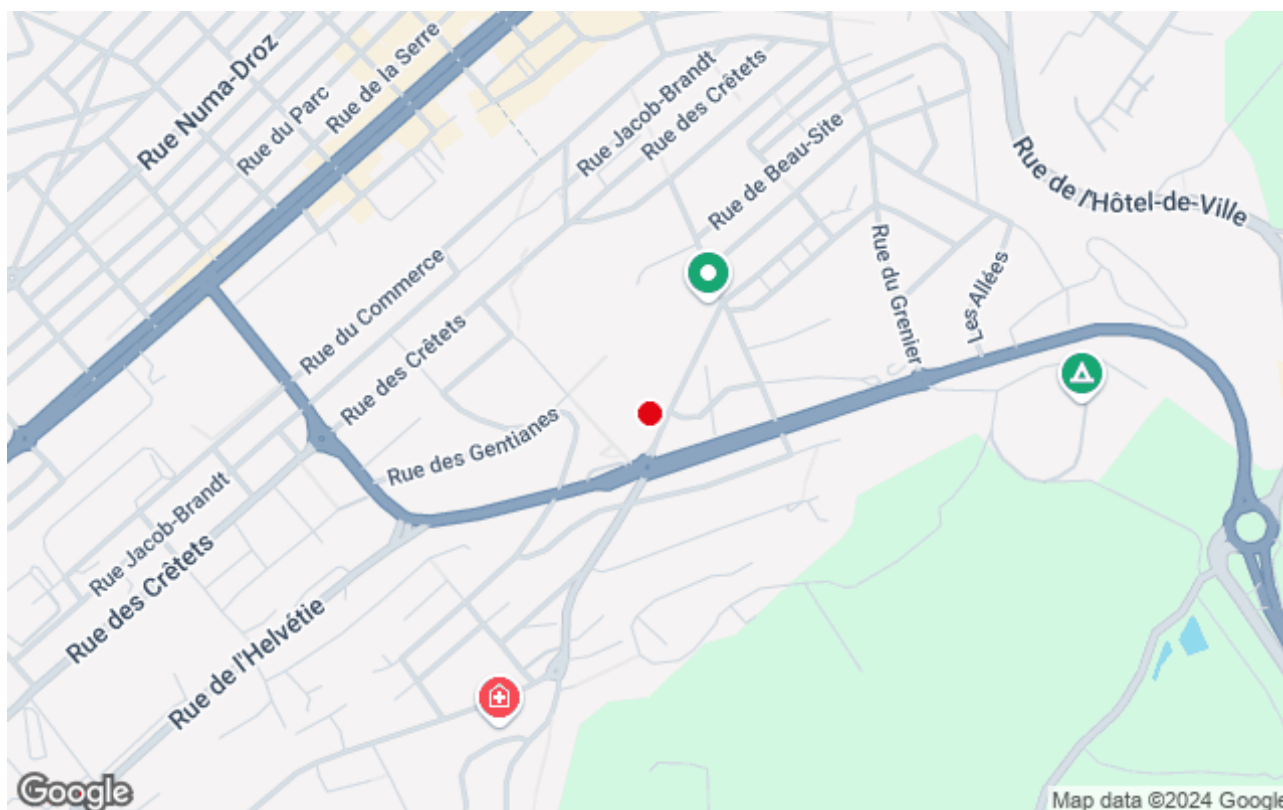 Rue Numa-Droz
Rue du Parc
Rue de la Serre
Rue Jacob-Brandt
Rue des Crêtets
Rue de Beau-Site
Rue de l'Hôtel-de-Ville
Rue du Grenier
Les Allées
Rue du Commerce
Rue des Crêtets
Rue des Gentianes
Rue Jacob-Brandt
Rue des Crêtets
Rue de l'Helvétie
Google
Map data ©2024 Google